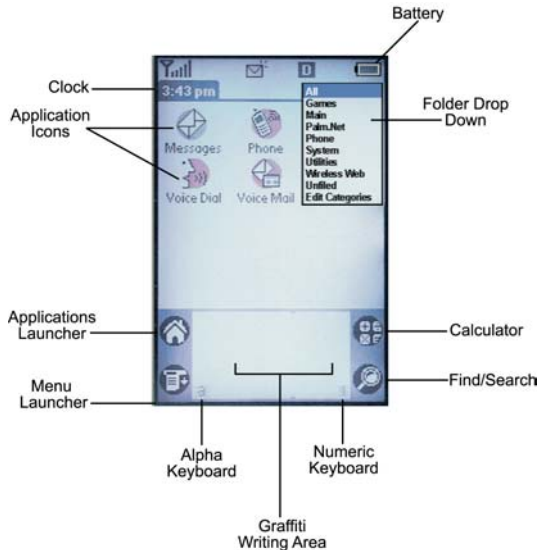 Battery
Clock
3:43 pm
Application
Icons
Messages
Phone
Voice Dial
Voice Mail
D
All
Games
Main
Palm.Net
Phone
System
Utilities
Wireless Web
Unfiled
Edit Categories
Folder Drop
Down
Applications
Launcher
Menu
Launcher
Calculator
Find/Search
a
Alpha
Keyboard
Numeric
Keyboard
Graffiti
Writing Area